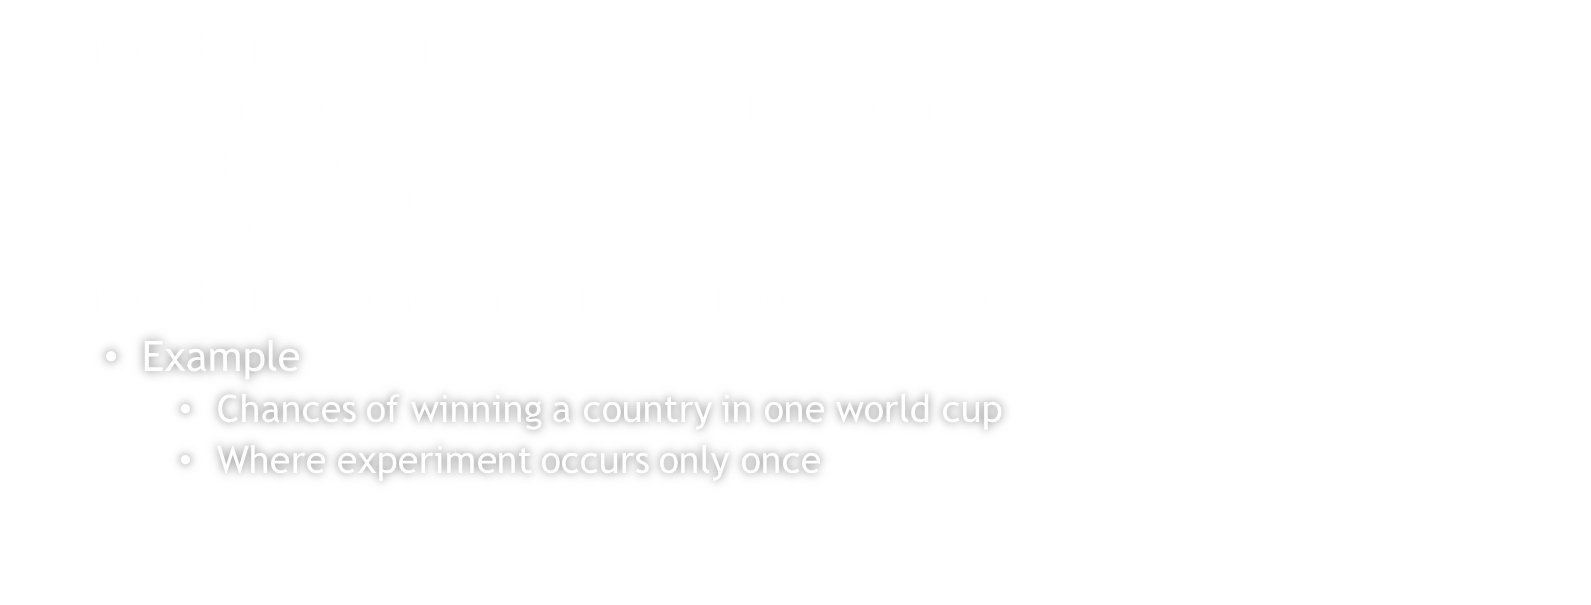 • Example
• Chances of winning a country in one world cup
• Where experiment occurs only once